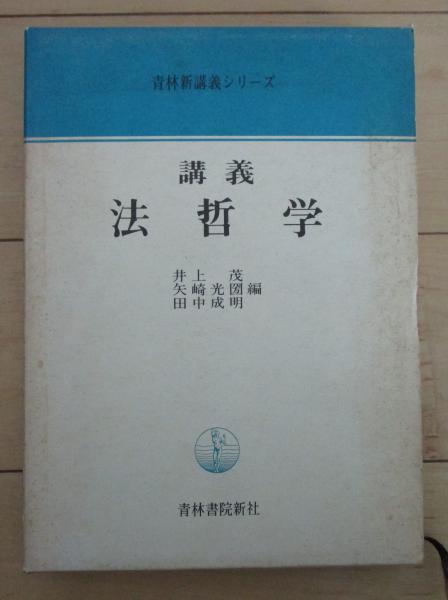 青林新講義シリーズ
講義
法哲学
井上茂
矢崎光圀編
田中成明
青林書院新社